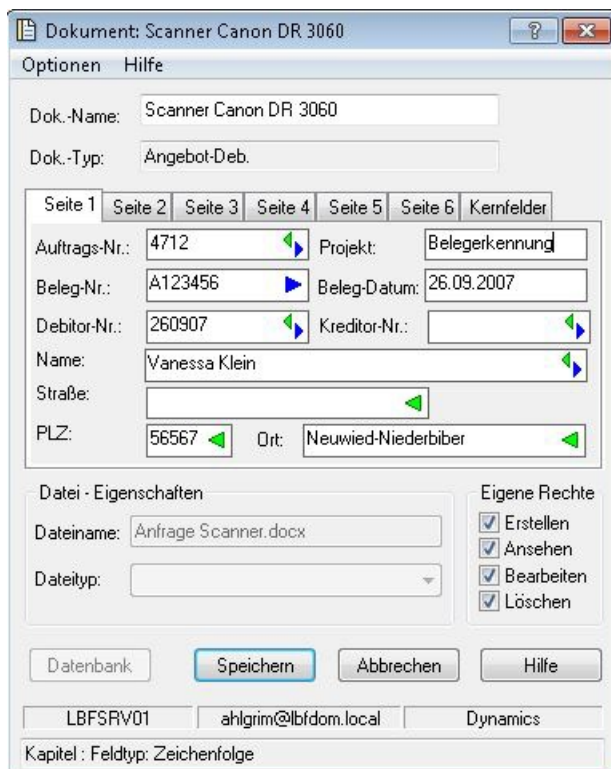 Dokument: Scanner Canon DR 3060
Optionen Hilfe
Dok.-Name: Scanner Canon DR 3060
Dok.-Typ: Angebot-Deb.
Seite 1 Seite 2 Seite 3 Seite 4 Seite 5 Seite 6 Kernfelder
Auftrags-Nr.: 4712 Projekt: Belegerkennung
Beleg-Nr.: A123456 Beleg-Datum: 26.09.2007
Debitor-Nr.: 260907 Kreditor-Nr.:
Name: Vanessa Klein
Straße:
PLZ: 56567 Ort: Neuwied-Niederbiber
Datei - Eigenschaften Eigene Rechte
Dateiname: Anfrage Scanner.docx
Dateityp:
Erstellen
Ansehen
Bearbeiten
Löschen
Datenbank Speichern Abbrechen Hilfe
LBFSRV01 ahlgrim@lbfdom.local Dynamics
Kapitel : Feldtyp: Zeichenfolge